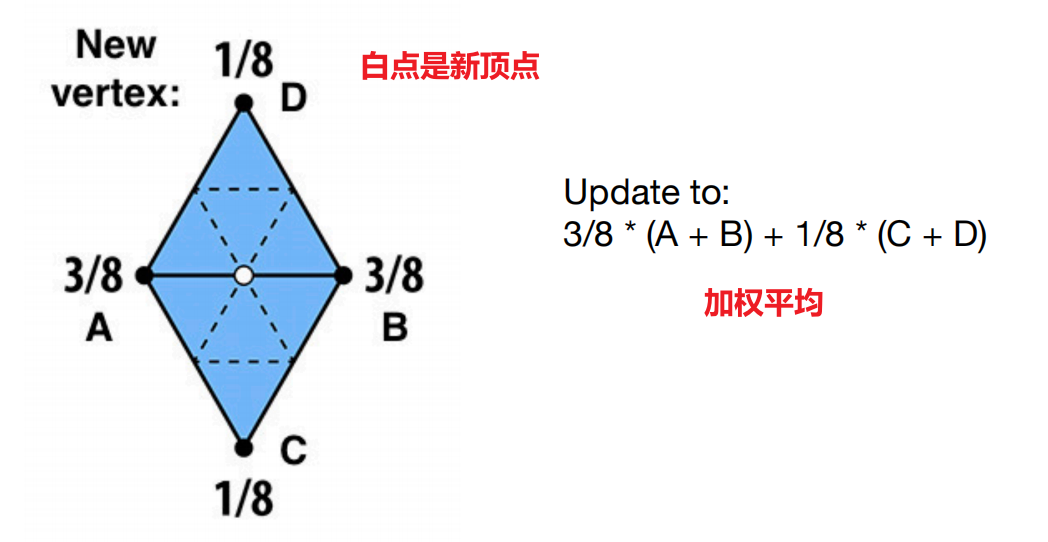 New
vertex:
1/8
D
白点是新顶点
Update to:
3/8 * (A + B) + 1/8 * (C + D)
3/8
A
3/8
B
加权平均
C
1/8